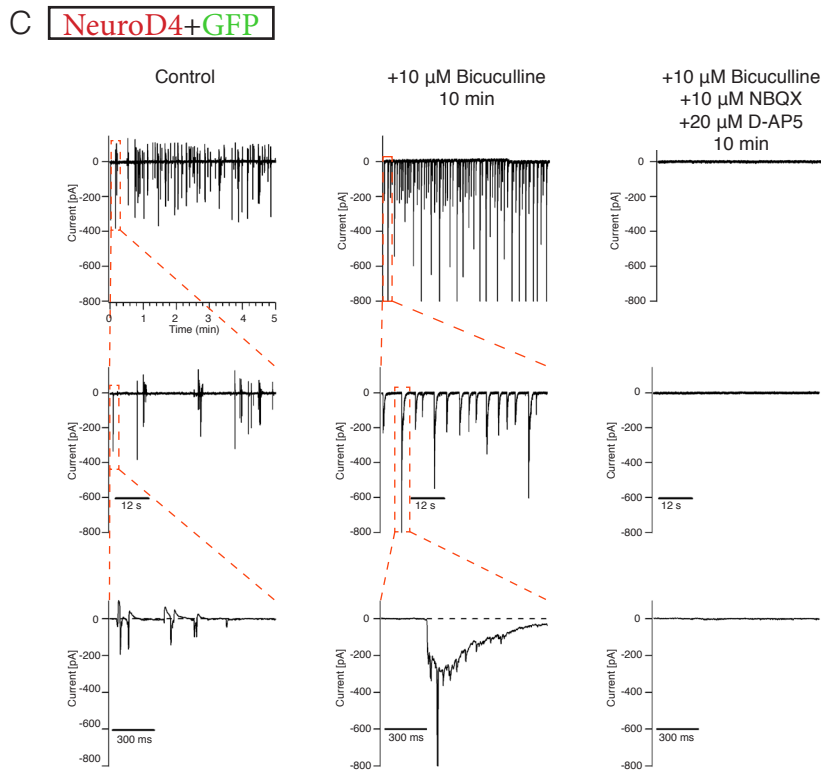 C NeuroD4+GFP
Control
+10 µM Bicuculline
10 min
+10 µM Bicuculline
+10 µM NBQX
+20 µM D-AP5
10 min
Current [pA]
0
-200
-400
-600
-800
0 1 2 3 4 5
Time (min)
Current [pA]
0
-200
-400
-600
-800
Current [pA]
0
-200
-400
-600
-800
Current [pA]
0
-200
-400
-600
-800
12 s
Current [pA]
0
-200
-400
-600
-800
12 s
Current [pA]
0
-200
-400
-600
-800
12 s
Current [pA]
0
-200
-400
-600
-800
300 ms
Current [pA]
0
-200
-400
-600
-800
300 ms
Current [pA]
0
-200
-400
-600
-800
300 ms